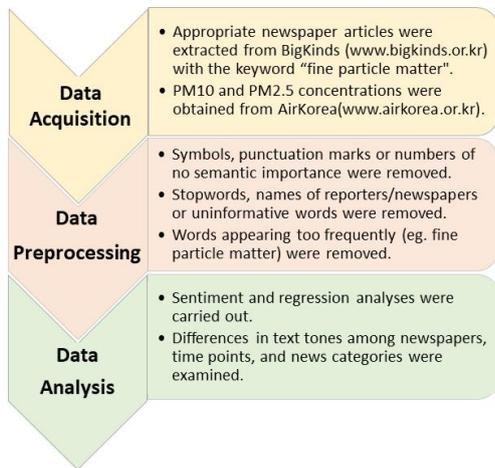 Data
Acquisition
• Appropriate newspaper articles were
extracted from BigKinds (www.bigkinds.or.kr)
with the keyword “fine particle matter".
• PM10 and PM2.5 concentrations were
obtained from AirKorea(www.airkorea.or.kr).
Data
Preprocessing
• Symbols, punctuation marks or numbers of
no semantic importance were removed.
• Stopwords, names of reporters/newspapers
or uninformative words were removed.
• Words appearing too frequently (eg. fine
particle matter) were removed.
Data
Analysis
• Sentiment and regression analyses were
carried out.
• Differences in text tones among newspapers,
time points, and news categories were
examined.